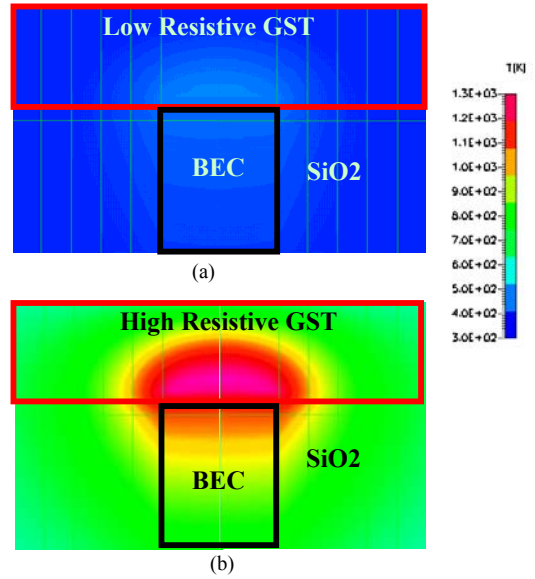 Low Resistive GST
BEC
SiO2
(a)
T[K]
1.3E+03
1.2E+03
1.1E+03
1.0E+03
9.0E+02
8.0E+02
7.0E+02
6.0E+02
5.0E+02
4.0E+02
3.0E+02
High Resistive GST
SiO2
BEC
(b)